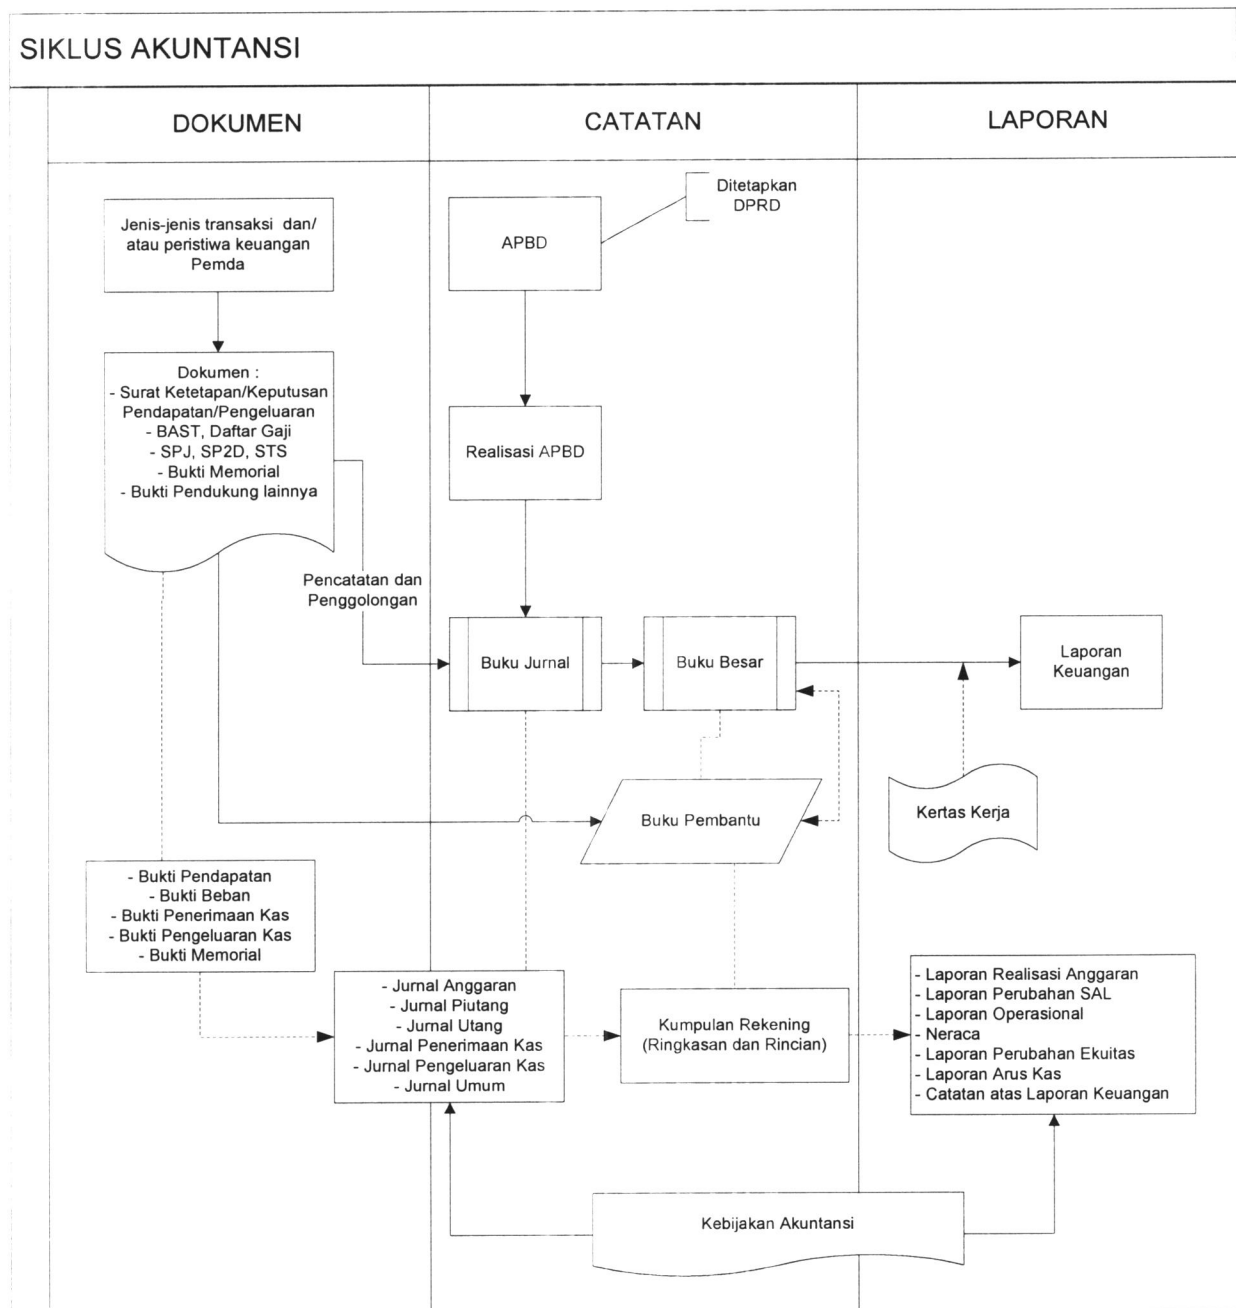 SIKLUS AKUNTANSI
DOKUMEN
CATATAN
LAPORAN
Jenis-jenis transaksi dan/
atau peristiwa keuangan
Pemda
APBD
Ditetapkan
DPRD
Dokumen :
- Surat Ketetapan/Keputusan
Pendapatan/Pengeluaran
- BAST, Daftar Gaji
- SPJ, SP2D, STS
- Bukti Memorial
- Bukti Pendukung lainnya
Realisasi APBD
Pencatatan dan
Penggolongan
Buku Jurnal
Buku Besar
Laporan
Keuangan
Buku Pembantu
Kertas Kerja
- Bukti Pendapatan
- Bukti Beban
- Bukti Penerimaan Kas
- Bukti Pengeluaran Kas
- Bukti Memorial
- Jurnal Anggaran
- Jurnal Piutang
- Jurnal Utang
- Jurnal Penerimaan Kas
- Jurnal Pengeluaran Kas
- Jurnal Umum
Kumpulan Rekening
(Ringkasan dan Rincian)
- Laporan Realisasi Anggaran
- Laporan Perubahan SAL
- Laporan Operasional
- Neraca
- Laporan Perubahan Ekuitas
- Laporan Arus Kas
- Catatan atas Laporan Keuangan
Kebijakan Akuntansi